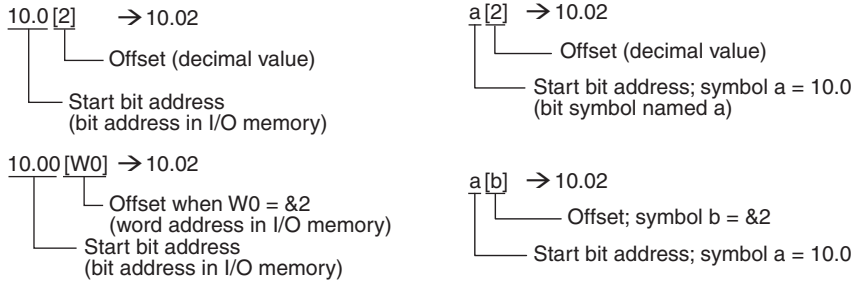 10.0 [2] → 10.02
Offset (decimal value)
Start bit address
(bit address in I/O memory)
10.00 [W0] → 10.02
Offset when W0 = &2
(word address in I/O memory)
Start bit address
(bit address in I/O memory)
a [2] → 10.02
Offset (decimal value)
Start bit address; symbol a = 10.0
(bit symbol named a)
a [b] → 10.02
Offset; symbol b = &2
Start bit address; symbol a = 10.0